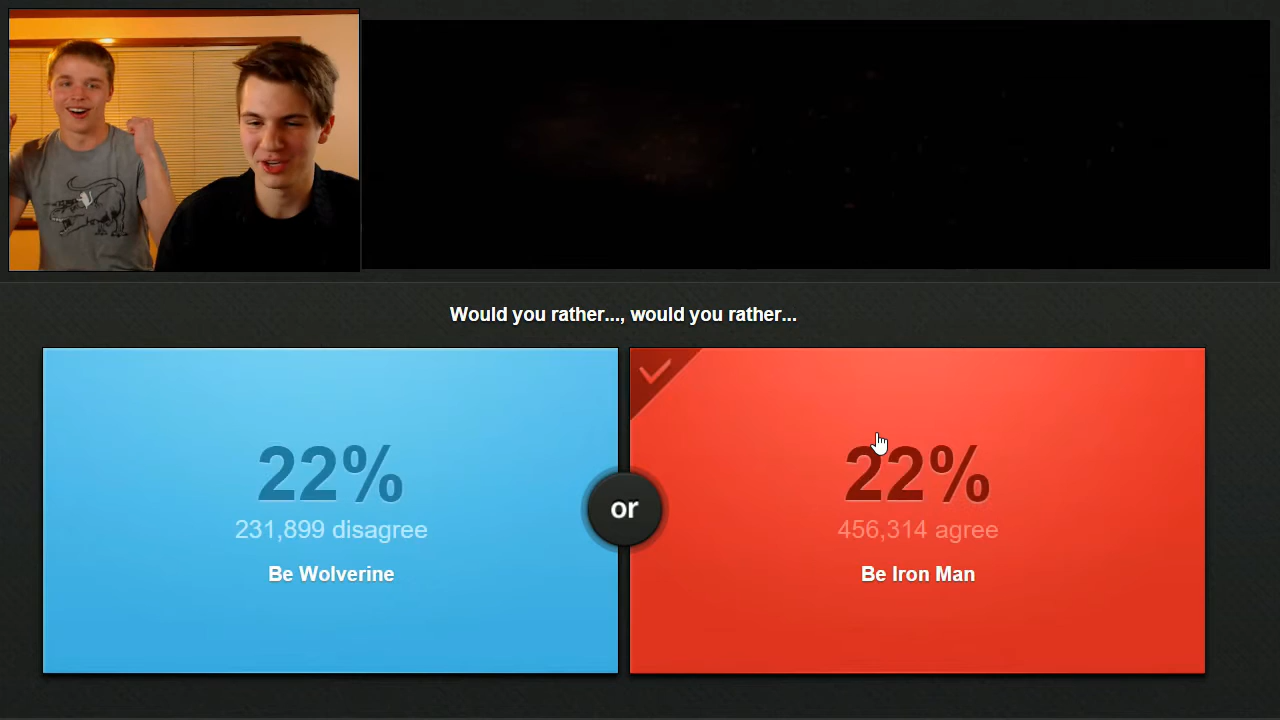 Would you rather..., would you rather...
22%
231,899 disagree
Be Wolverine
or
22%
456,314 agree
Be Iron Man